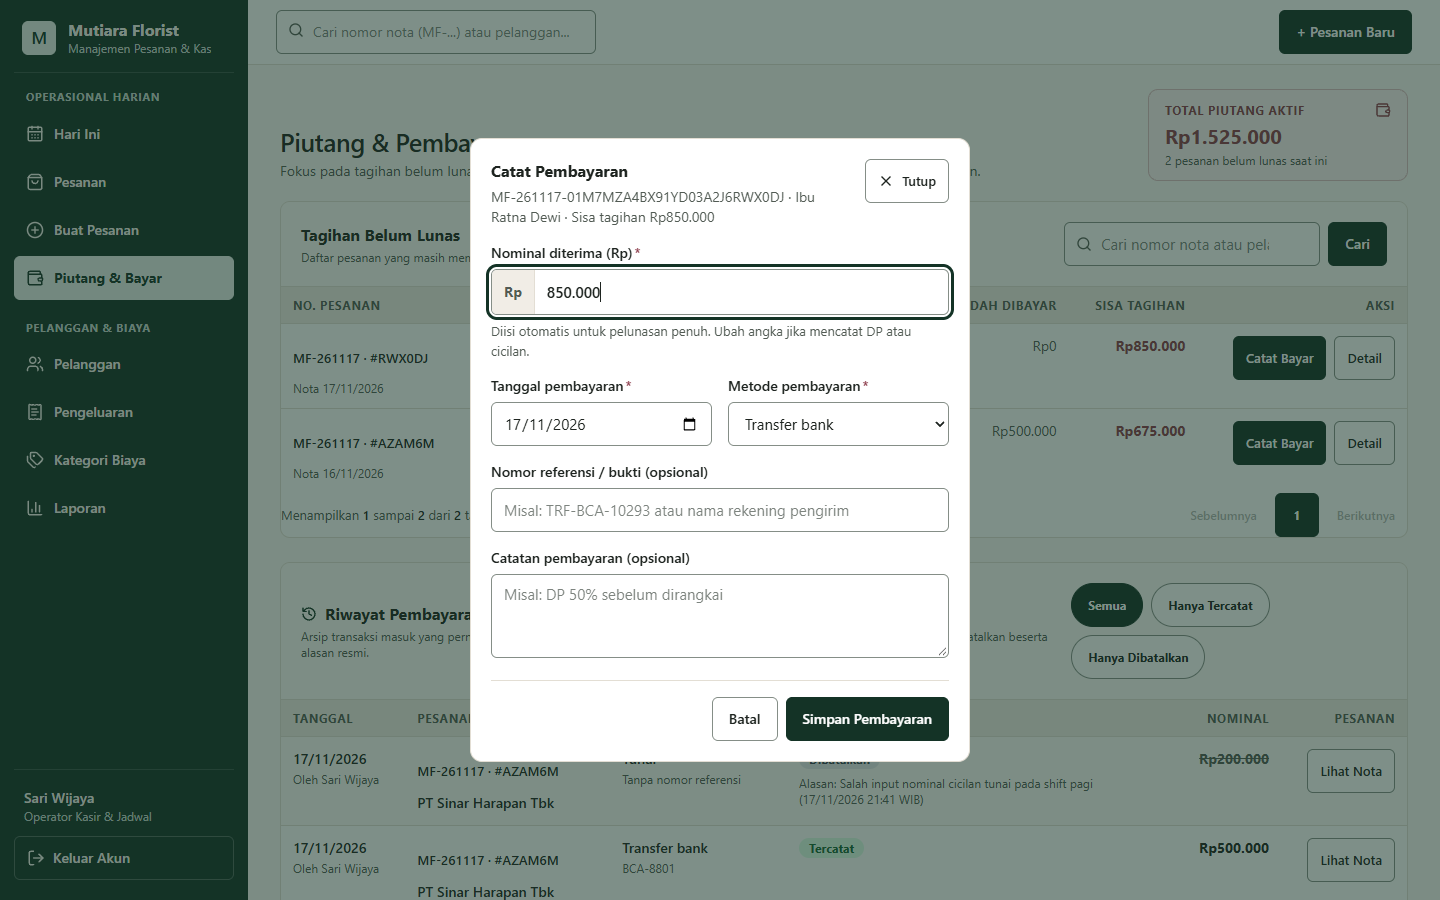 M
Mutiara Florist
Manajemen Pesanan & Kas
OPERASIONAL HARIAN
Hari Ini
Pesanan
Buat Pesanan
Piutang & Bayar
PELANGGAN & BIAYA
Pelanggan
Pengeluaran
Kategori Biaya
Laporan
Sari Wijaya
Operator Kasir & Jadwal
Keluar Akun
Cari nomor nota (MF-...) atau pelanggan...
+ Pesanan Baru
Piutang & Pemba
Fokus pada tagihan belum
TOTAL PIUTANG AKTIF
Rp1.525.000
2 pesanan belum lunas saat ini
Tagihan Belum Lunas
Daftar pesanan yang masih
Cari nomor nota atau
Cari
NO. PESANAN
DAH DIBAYAR
SISA TAGIHAN
AKSI
MF-261117 · #RWX0DJ
Nota 17/11/2026
Rp0
Rp850.000
Catat Bayar
Detail
MF-261117 · #AZAM6M
Nota 16/11/2026
Rp500.000
Rp675.000
Catat Bayar
Detail
Menampilkan 1 sampai 2 dari 2
Sebelumnya
1
Berikutnya
Catat Pembayaran
MF-261117-01M7MZA4BX91YD03A2J6RWX0DJ · Ibu
Ratna Dewi · Sisa tagihan Rp850.000
Tutup
Nominal diterima (Rp) *
Rp
850.000
Diisi otomatis untuk pelunasan penuh. Ubah angka jika mencatat DP atau
cicilan.
Tanggal pembayaran *
17/11/2026
Metode pembayaran *
Transfer bank
Nomor referensi / bukti (opsional)
Misal: TRF-BCA-10293 atau nama rekening pengirim
Catatan pembayaran (opsional)
Misal: DP 50% sebelum dirangkai
Batal
Simpan Pembayaran
Riwayat Pembayara
Arsip transaksi masuk yang
atalkan beserta
alasan resmi.
Semua
Hanya Tercatat
Hanya Dibatalkan
TANGGAL
PESANA
NOMINAL
PESANAN
17/11/2026
Oleh Sari Wijaya
MF-261117 · #AZAM6M
PT Sinar Harapan Tbk
Tunai
Tanpa nomor referensi
Dibatalkan
Alasan: Salah input nominal cicilan tunai pada shift pagi
(17/11/2026 21:41 WIB)
Rp200.000
Lihat Nota
17/11/2026
Oleh Sari Wijaya
MF-261117 · #AZAM6M
PT Sinar Harapan Tbk
Transfer bank
BCA-8801
Tercatat
Rp500.000
Lihat Nota